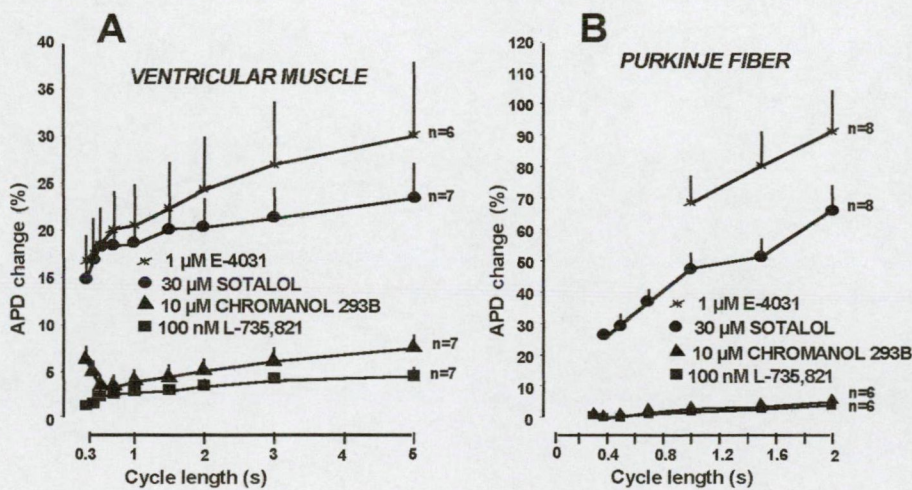 A
VENTRICULAR MUSCLE
APD change (%)
40
35
30
25
20
15
10
5
0
n=6
n=7
1 µM E-4031
30 µM SOTALOL
10 µM CHROMANOL 293B
100 nM L-735,821
n=7
n=7
0.3 1 2 3 4 5
Cycle length (s)
B
PURKINJE FIBER
APD change (%)
120
110
100
90
80
70
60
50
40
30
20
10
0
n=8
n=8
1 µM E-4031
30 µM SOTALOL
10 µM CHROMANOL 293B
100 nM L-735,821
n=6
n=6
0 0.4 0.8 1.2 1.6 2
Cycle length (s)